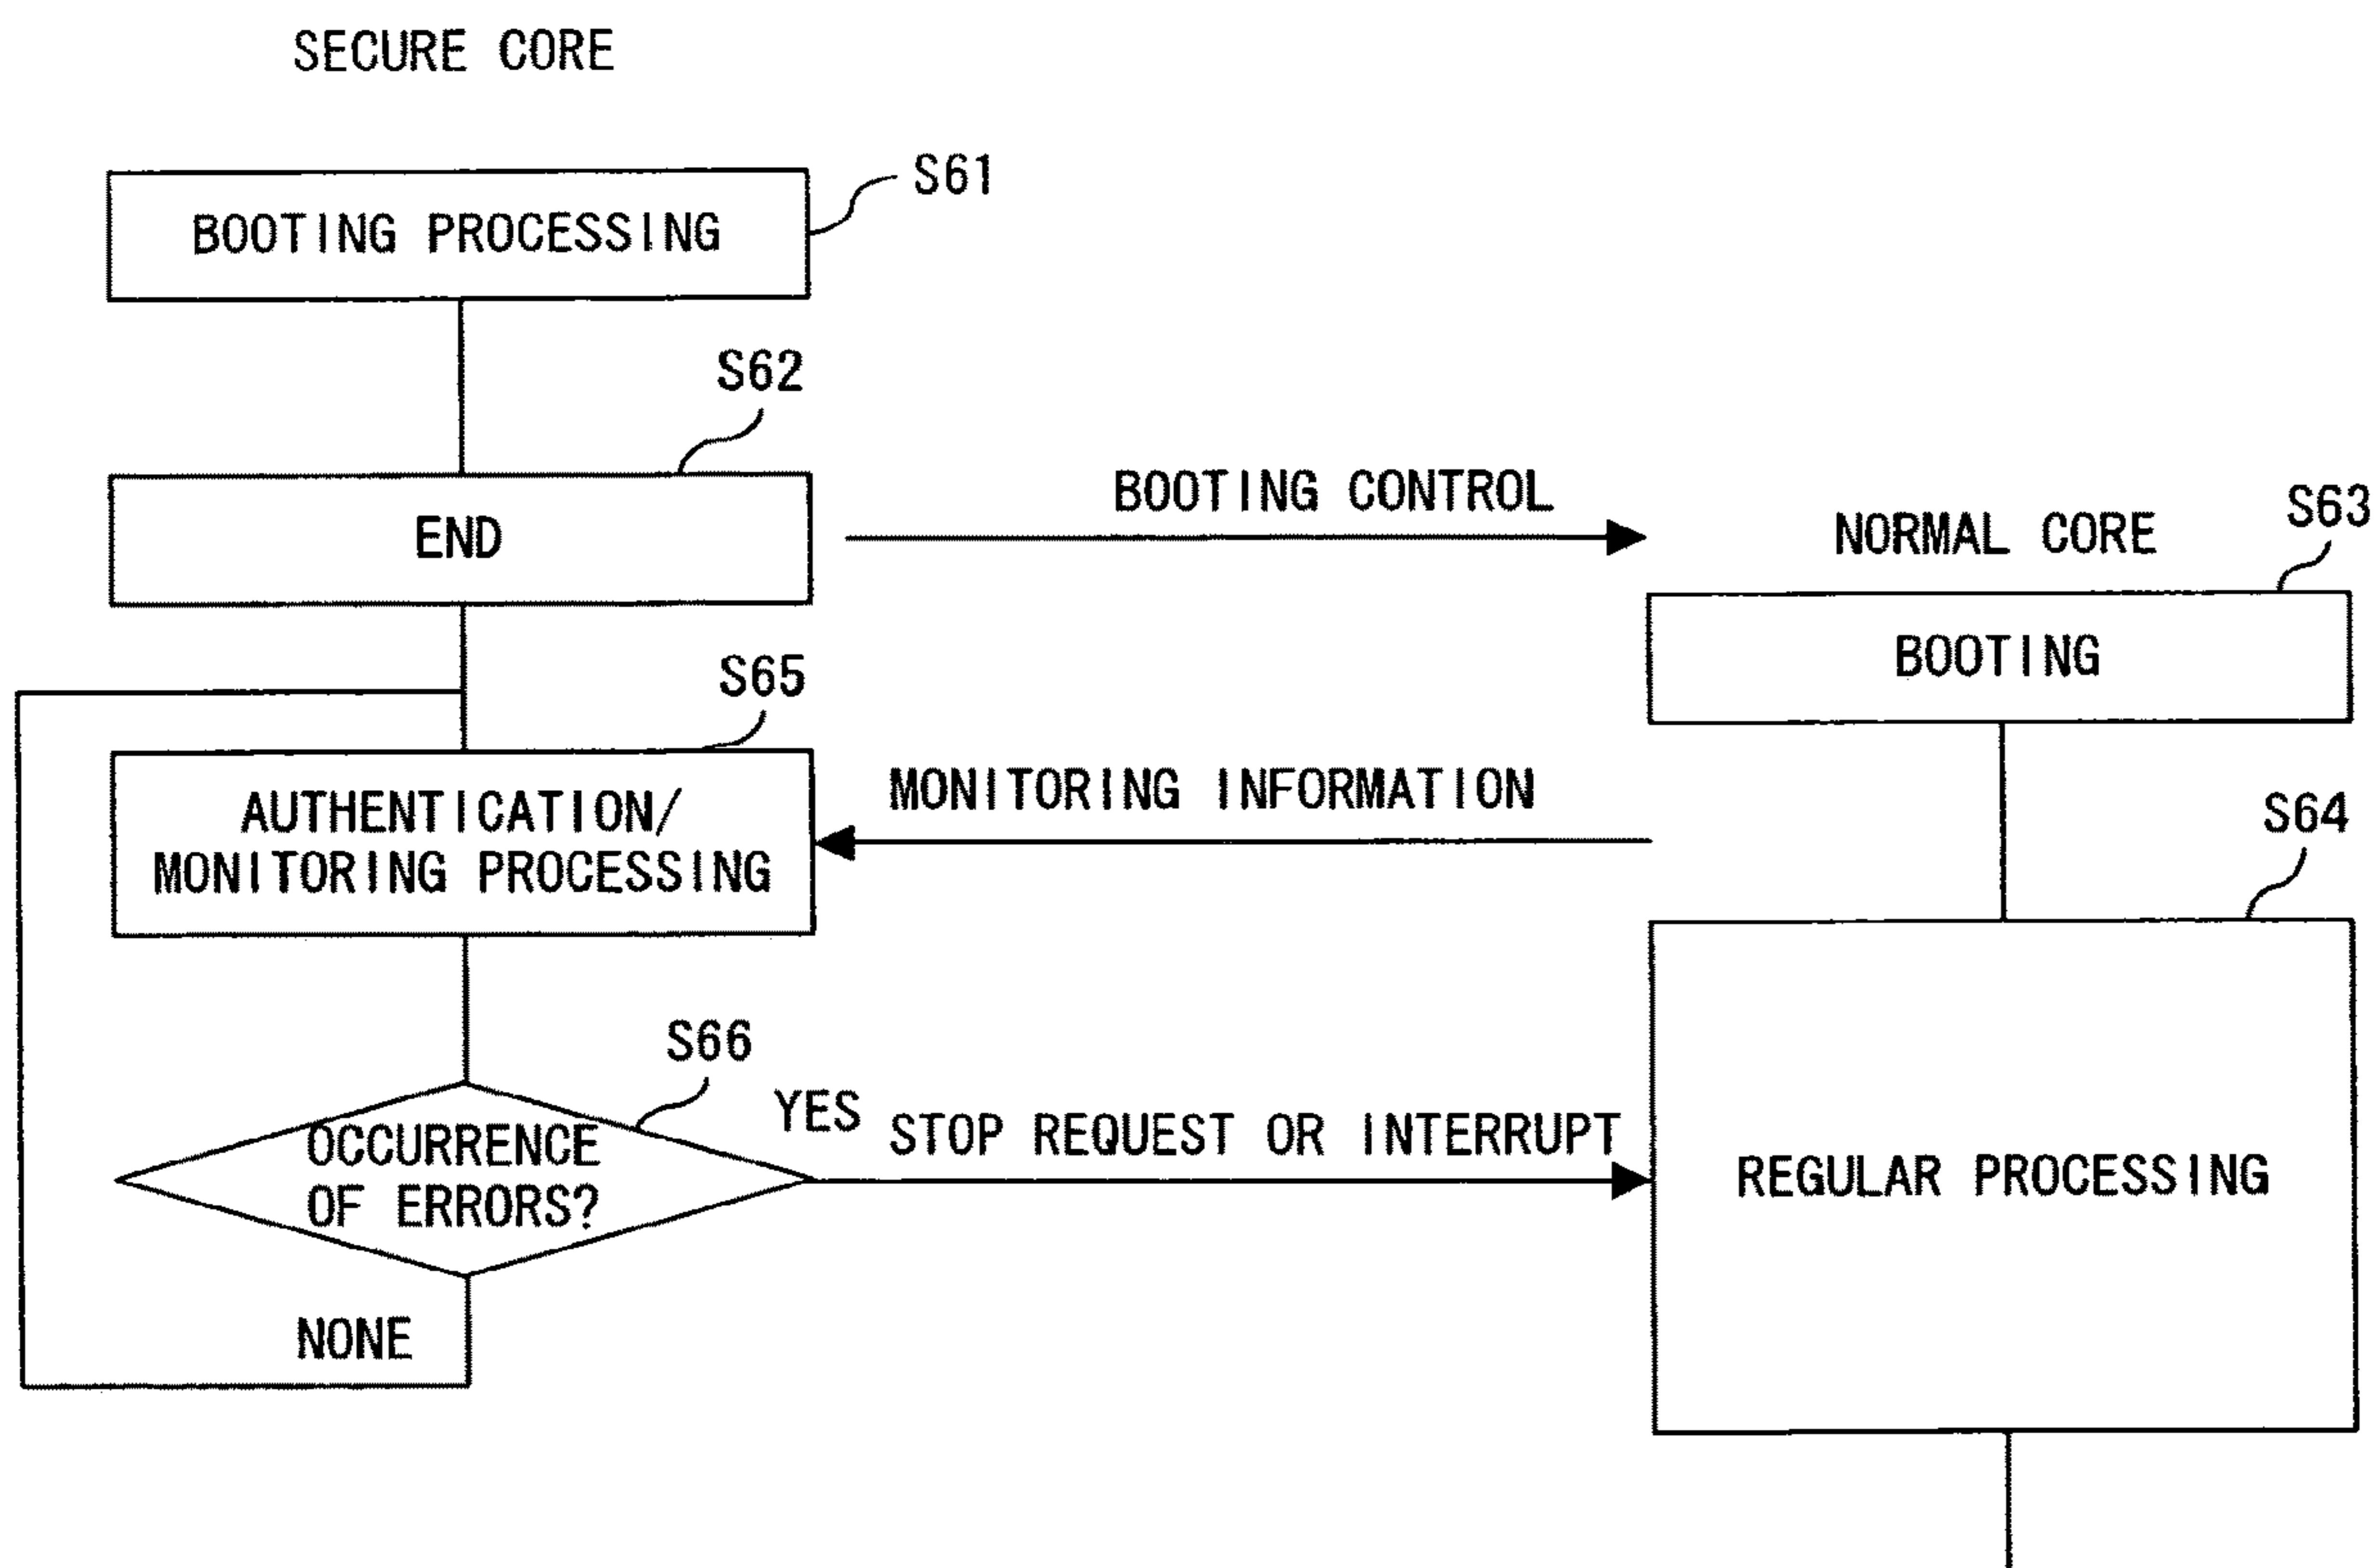 SECURE CORE
S61
BOOTING PROCESSING
S62
END
BOOTING CONTROL
NORMAL CORE
S63
BOOTING
S65
AUTHENTICATION/
MONITORING PROCESSING
MONITORING INFORMATION
S64
S66
OCCURRENCE
OF ERRORS?
YES
STOP REQUEST OR INTERRUPT
REGULAR PROCESSING
NONE